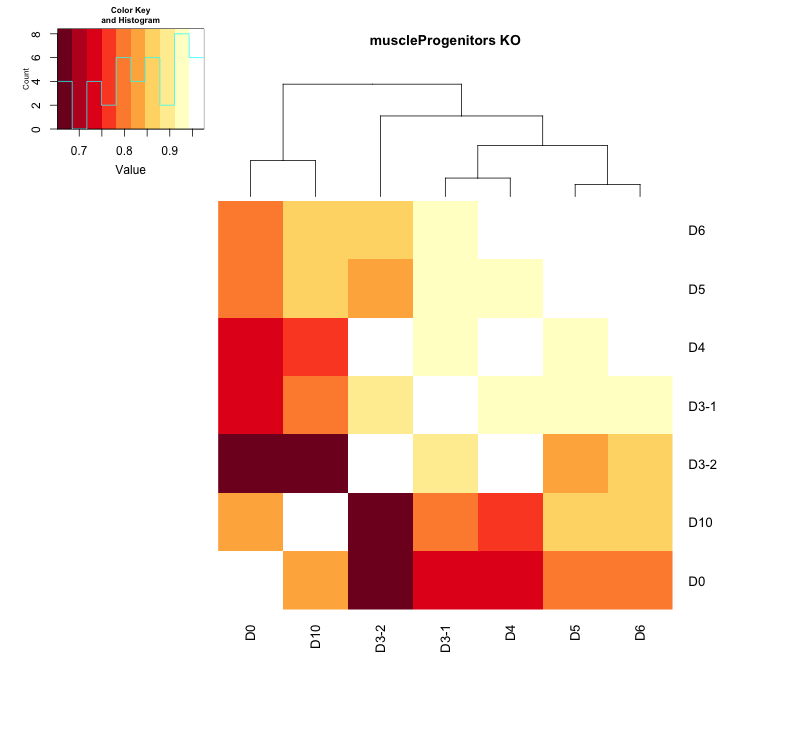 Color Key
and Histogram
Count
0 2 4 6 8
0.7 0.8 0.9
Value
muscleProgenitors KO
D6
D5
D4
D3-1
D3-2
D10
D0
D0 D10 D3-2 D3-1 D4 D5 D6